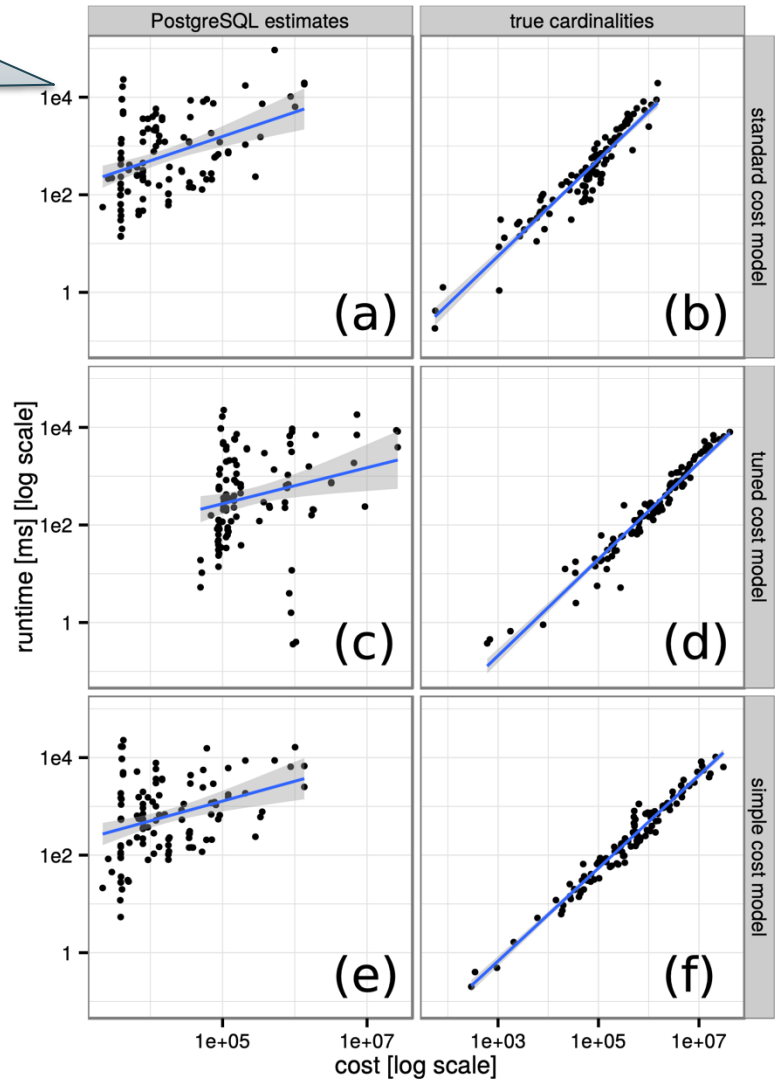 PostgreSQL estimates
true cardinalities
1e4
1e2
1
(a)
(b)
standard cost model
1e4
1e2
1
(c)
(d)
tuned cost model
runtime [ms] [log scale]
1e4
1e2
1
(e)
(f)
simple cost model
1e+05
1e+07
1e+03
1e+05
1e+07
cost [log scale]